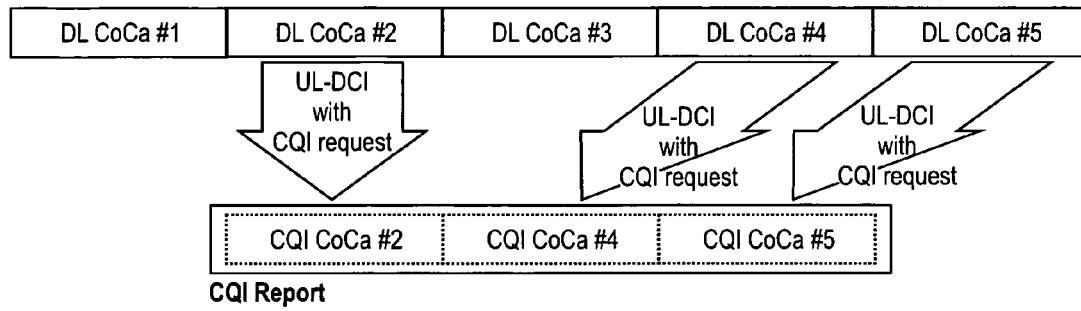 DL CoCa #1 DL CoCa #2 DL CoCa #3 DL CoCa #4 DL CoCa #5
UL-DCI
with
CQI request
UL-DCI
with
CQI request
UL-DCI
with
CQI request
CQI CoCa #2 CQI CoCa #4 CQI CoCa #5
CQI Report